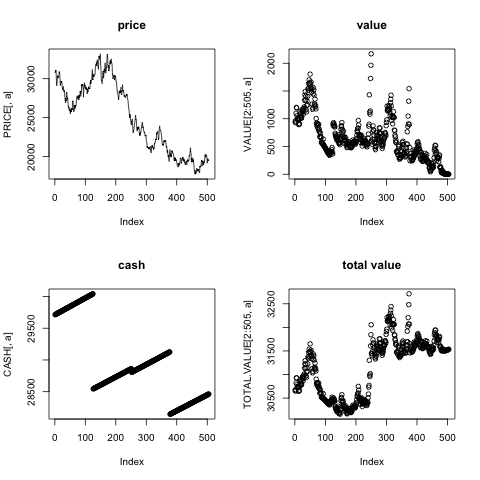 price
PRICE[, a]
20000 25000 30000
0 100 200 300 400 500
Index
value
VALUE[2:505, a]
0 500 1000 2000
0 100 200 300 400 500
Index
cash
CASH[, a]
28500 29500
0 100 200 300 400 500
Index
total value
TOTAL.VALUE[2:505, a]
30500 31500 32500
0 100 200 300 400 500
Index